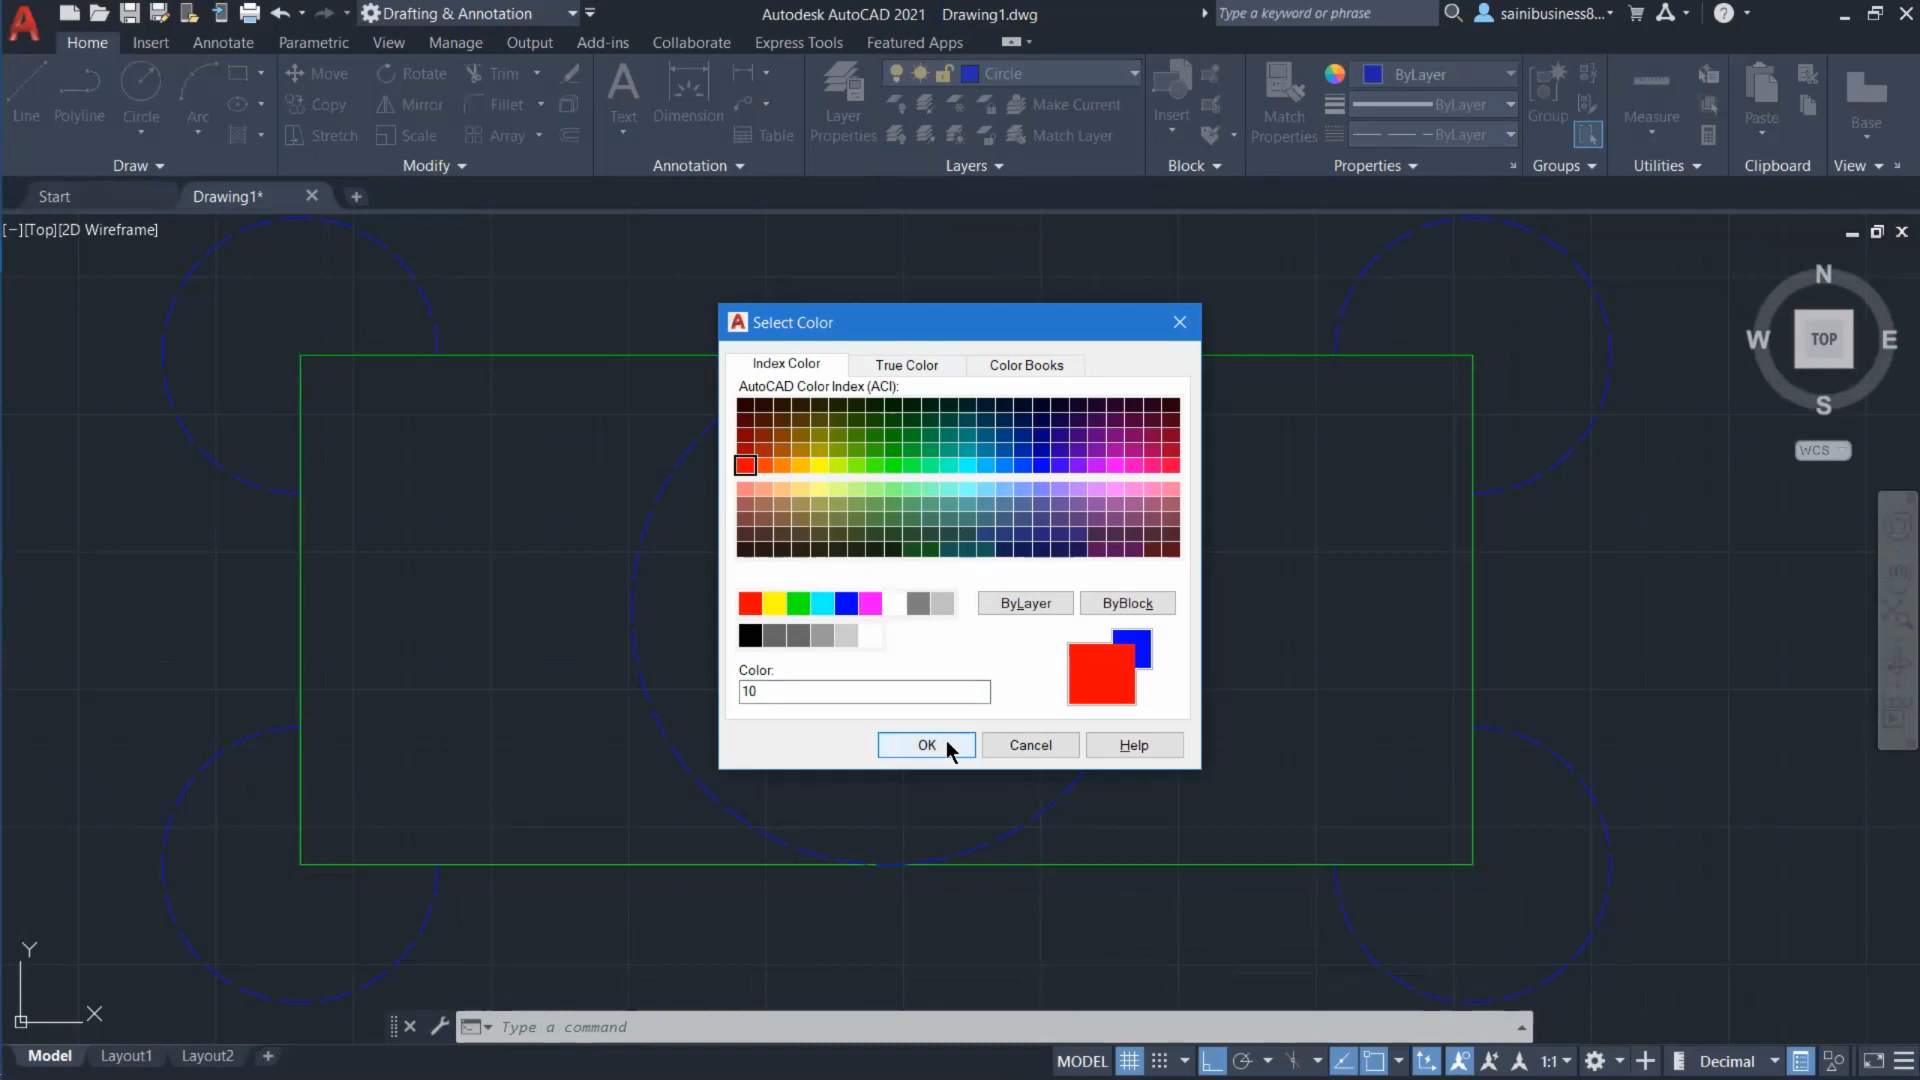 Drafting & Annotation
Autodesk AutoCAD 2021 Drawing1.dwg
Type a keyword or phrase
sainibusiness8...
Home Insert Annotate Parametric View Manage Output Add-ins Collaborate Express Tools Featured Apps
Line
Polyline
Circle
Arc
Move Rotate Trim
Copy Mirror Fillet
Stretch Scale Array
Text
Dimension
Table
Layer
Properties
Circle
Make Current
Match Layer
Insert
Match
Properties
ByLayer
ByLayer
ByLayer
Group
Measure
Paste
Base
Draw Modify Annotation Layers Block Properties Groups Utilities Clipboard View
Start Drawing1*
[−][Top][2D Wireframe]
N
W TOP E
S
WCS
Select Color
Index Color True Color Color Books
AutoCAD Color Index (ACI):
ByLayer ByBlock
Color:
10
OK Cancel Help
Y
X
Type a command
Model Layout1 Layout2
MODEL 1:1 Decimal